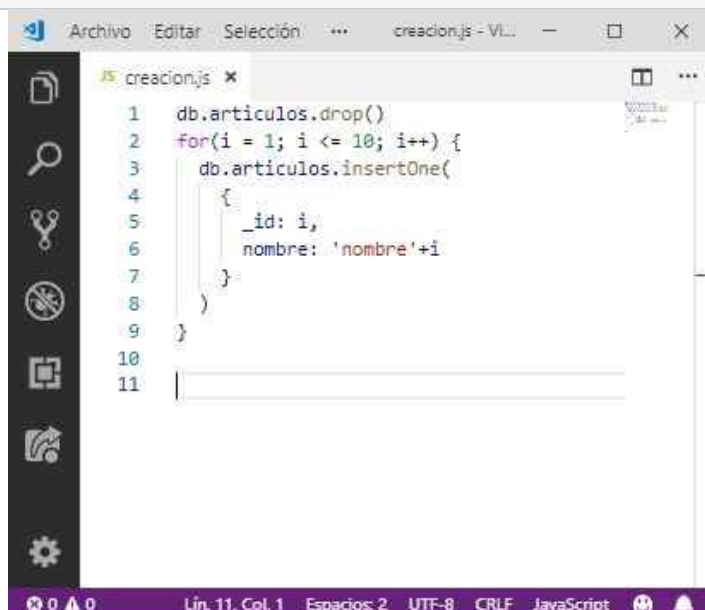 Archivo Editar Selección ··· creacion.js - Vi...
JS creacion.js ×
1 db.articulos.drop()
2 for(i = 1; i <= 10; i++) {
3   db.articulos.insertOne(
4     {
5       _id: i,
6       nombre: 'nombre'+i
7     }
8   )
9 }
10
11
0 0 Lín. 11, Col. 1 Espacios: 2 UTF-8 CRLF JavaScript